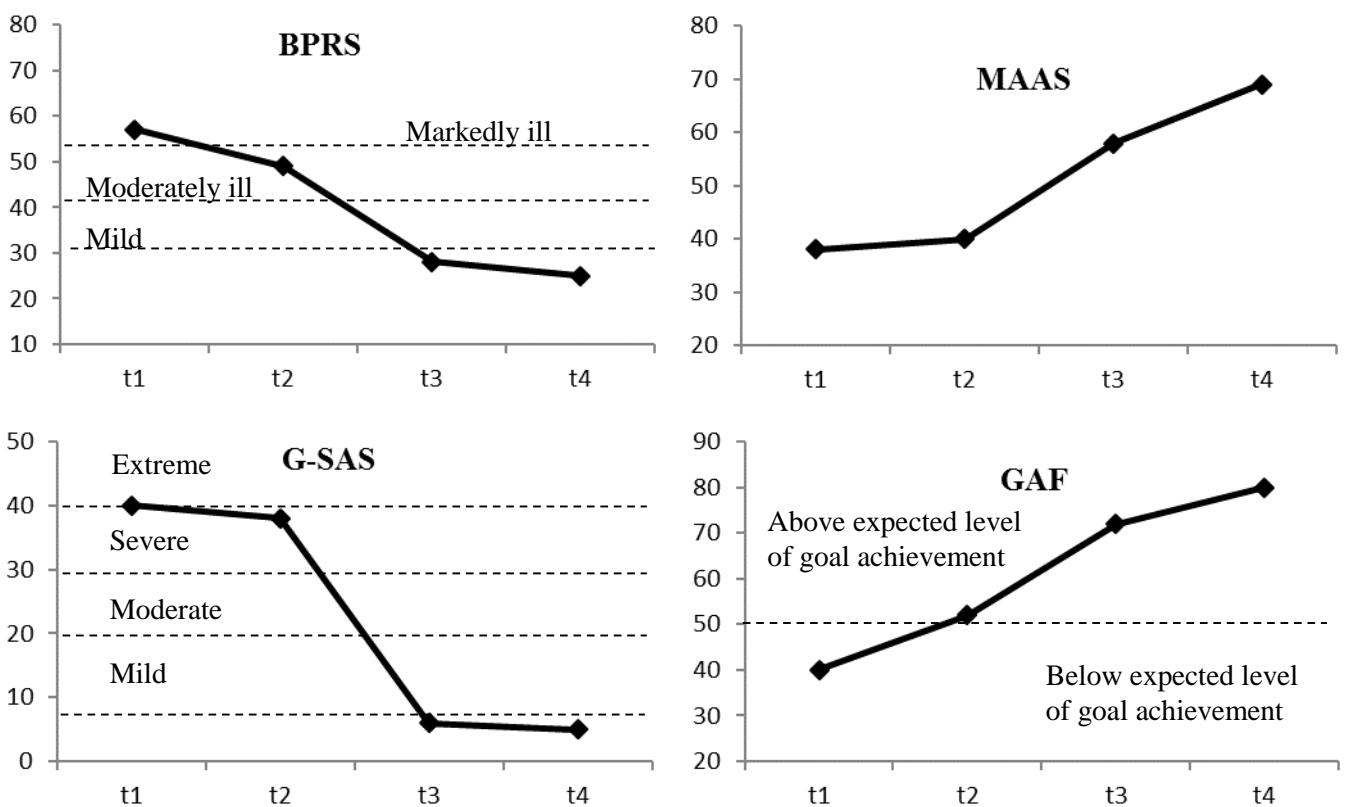 BPRS
80
70
60
50
40
30
20
10
Markedly ill
Moderately ill
Mild
t1 t2 t3 t4
MAAS
80
70
60
50
40
30
20
t1 t2 t3 t4
G-SAS
50
40
30
20
10
0
Extreme
Severe
Moderate
Mild
t1 t2 t3 t4
GAF
90
80
70
60
50
40
30
20
Above expected level
of goal achievement
Below expected level
of goal achievement
t1 t2 t3 t4